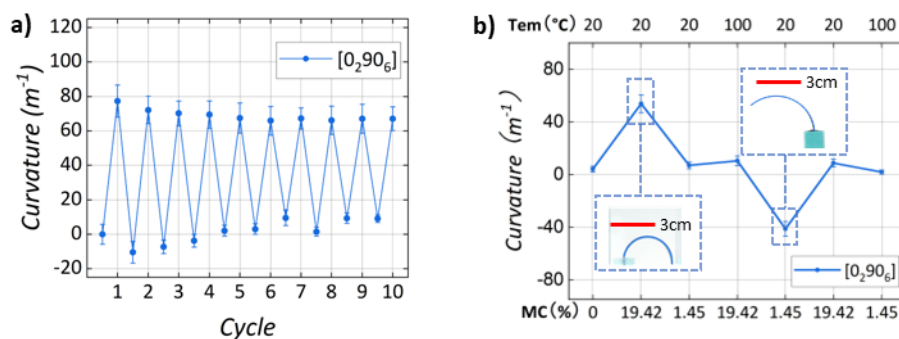 a)
120
100
80
60
40
20
0
-20
Curvature (m⁻¹)
[0₂90₆]
1 2 3 4 5 6 7 8 9 10
Cycle
b)
Tem (°C) 20 20 20 100 20 20 100
80
40
0
-40
-80
Curvature (m⁻¹)
3cm
3cm
[0₂90₆]
MC(%) 0 19.42 1.45 19.42 1.45 19.42 1.45